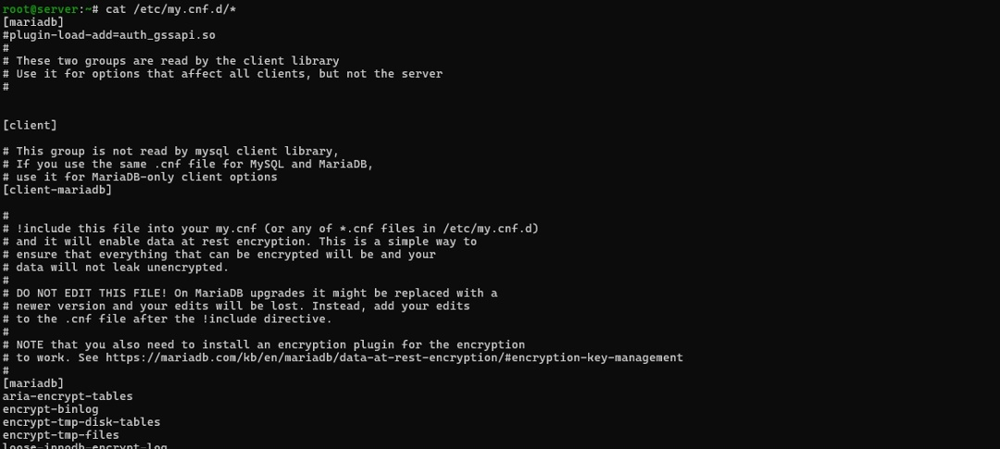 root@server:~# cat /etc/my.cnf.d/*
[mariadb]
#plugin-load-add=auth_gssapi.so
#
# These two groups are read by the client library
# Use it for options that affect all clients, but not the server
#
[client]
# This group is not read by mysql client library,
# If you use the same .cnf file for MySQL and MariaDB,
# use it for MariaDB-only client options
[client-mariadb]
#
# !include this file into your my.cnf (or any of *.cnf files in /etc/my.cnf.d)
# and it will enable data at rest encryption. This is a simple way to
# ensure that everything that can be encrypted will be and your
# data will not leak unencrypted.
#
# DO NOT EDIT THIS FILE! On MariaDB upgrades it might be replaced with a
# newer version and your edits will be lost. Instead, add your edits
# to the .cnf file after the !include directive.
#
# NOTE that you also need to install an encryption plugin for the encryption
# to work. See https://mariadb.com/kb/en/mariadb/data-at-rest-encryption/#encryption-key-management
#
[mariadb]
aria-encrypt-tables
encrypt-binlog
encrypt-tmp-disk-tables
encrypt-tmp-files
loose-innodb-encrypt-log